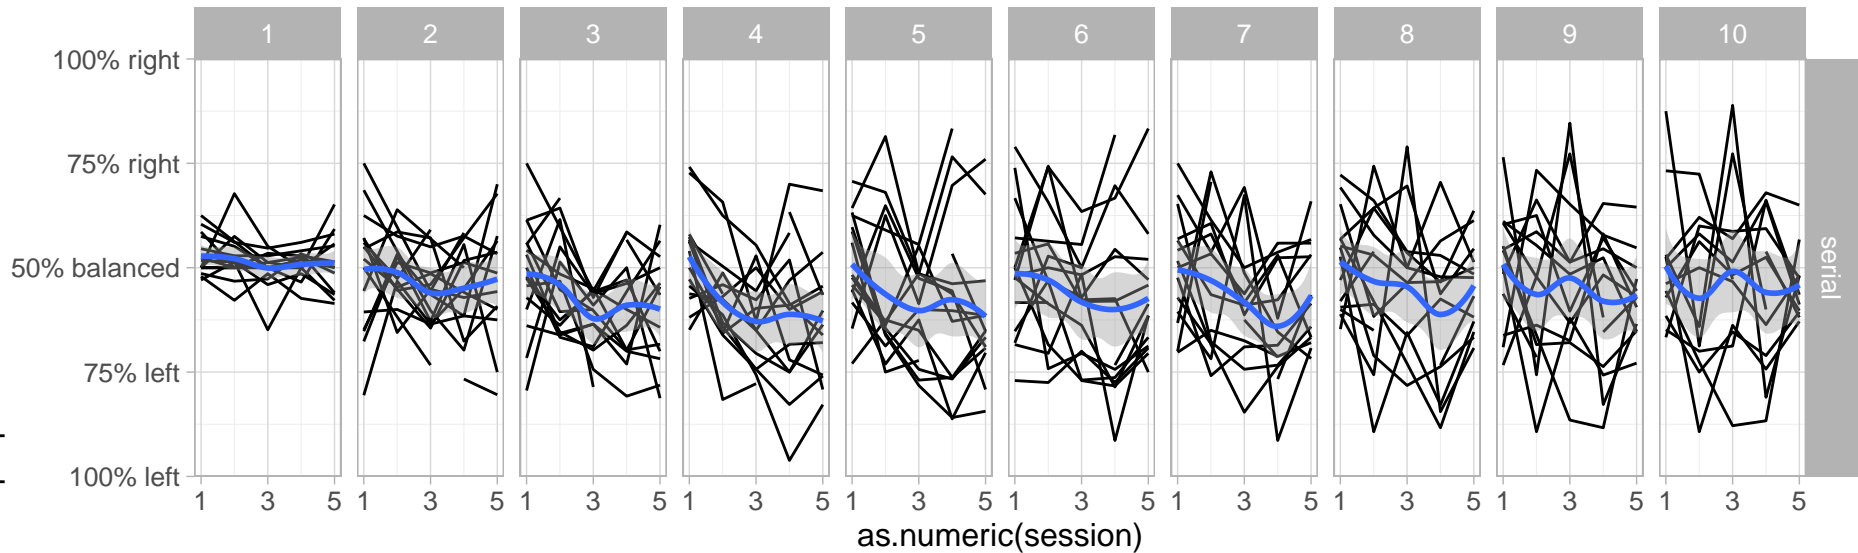 1 2 3 4 5 6 7 8 9 10
100% right
75% right
50% balanced
75% left
100% left
serial
1 3 5 1 3 5 1 3 5 1 3 5 1 3 5 1 3 5 1 3 5 1 3 5 1 3 5 1 3 5
as.numeric(session)